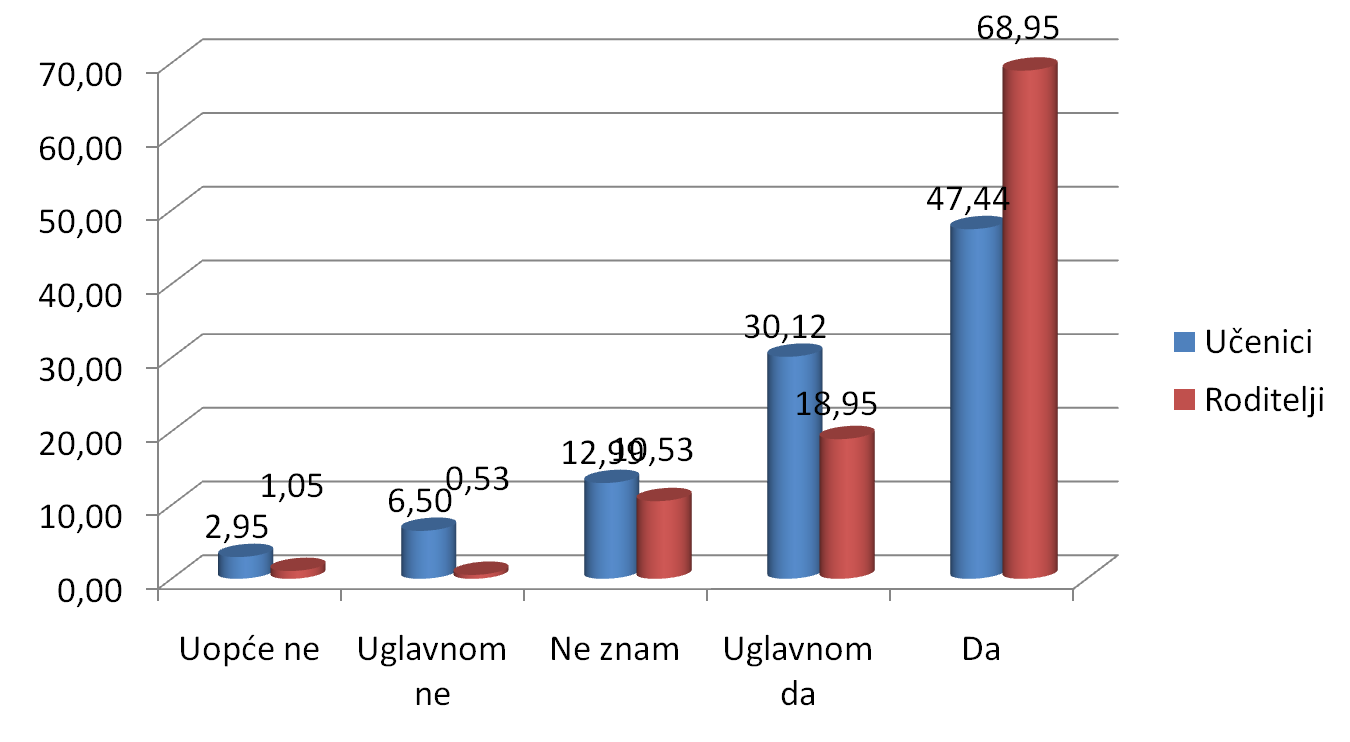 68,95
70,00
60,00
50,00
40,00
30,00
20,00
10,00
0,00
47,44
30,12
18,95
12,99
10,53
6,50
0,53
2,95
1,05
Učenici
Roditelji
Uopće ne
Uglavnom
ne
Ne znam
Uglavnom
da
Da